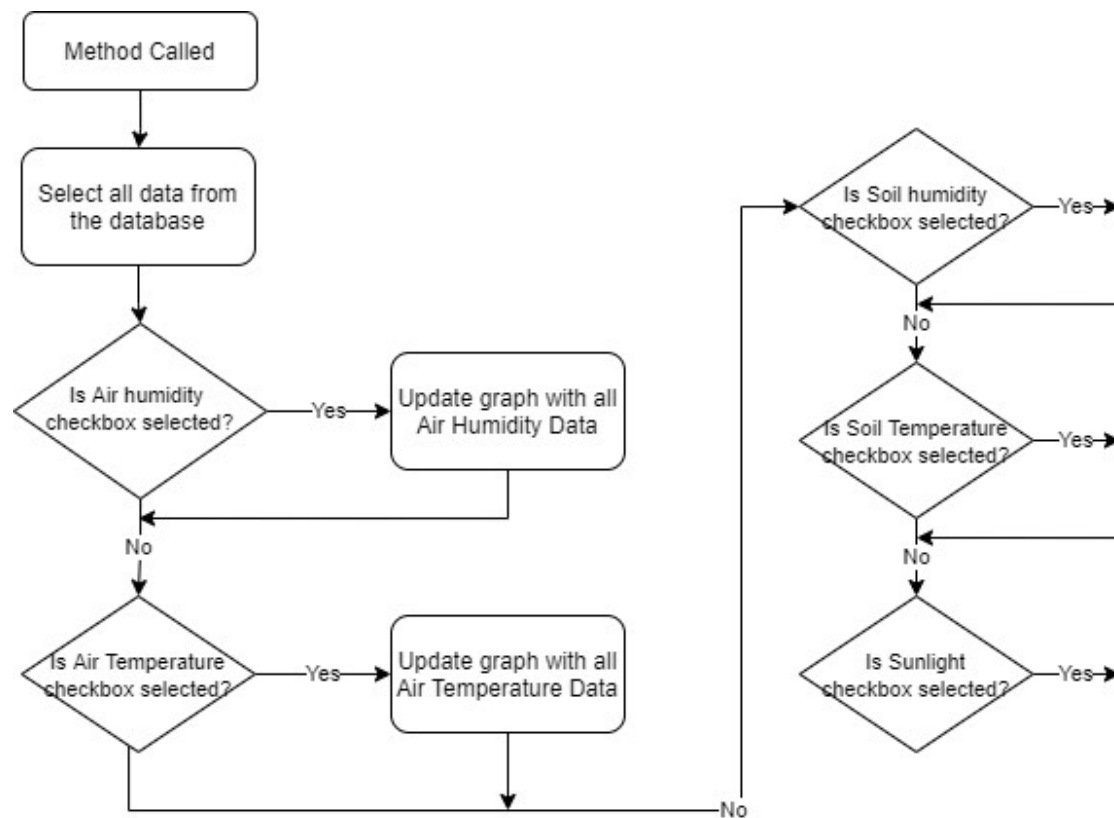 Method Called
Select all data from
the database
Is Air humidity
checkbox selected?
Yes
Update graph with all
Air Humidity Data
No
Is Air Temperature
checkbox selected?
Yes
Update graph with all
Air Temperature Data
No
Is Soil humidity
checkbox selected?
Yes
No
Is Soil Temperature
checkbox selected?
Yes
No
Is Sunlight
checkbox selected?
Yes